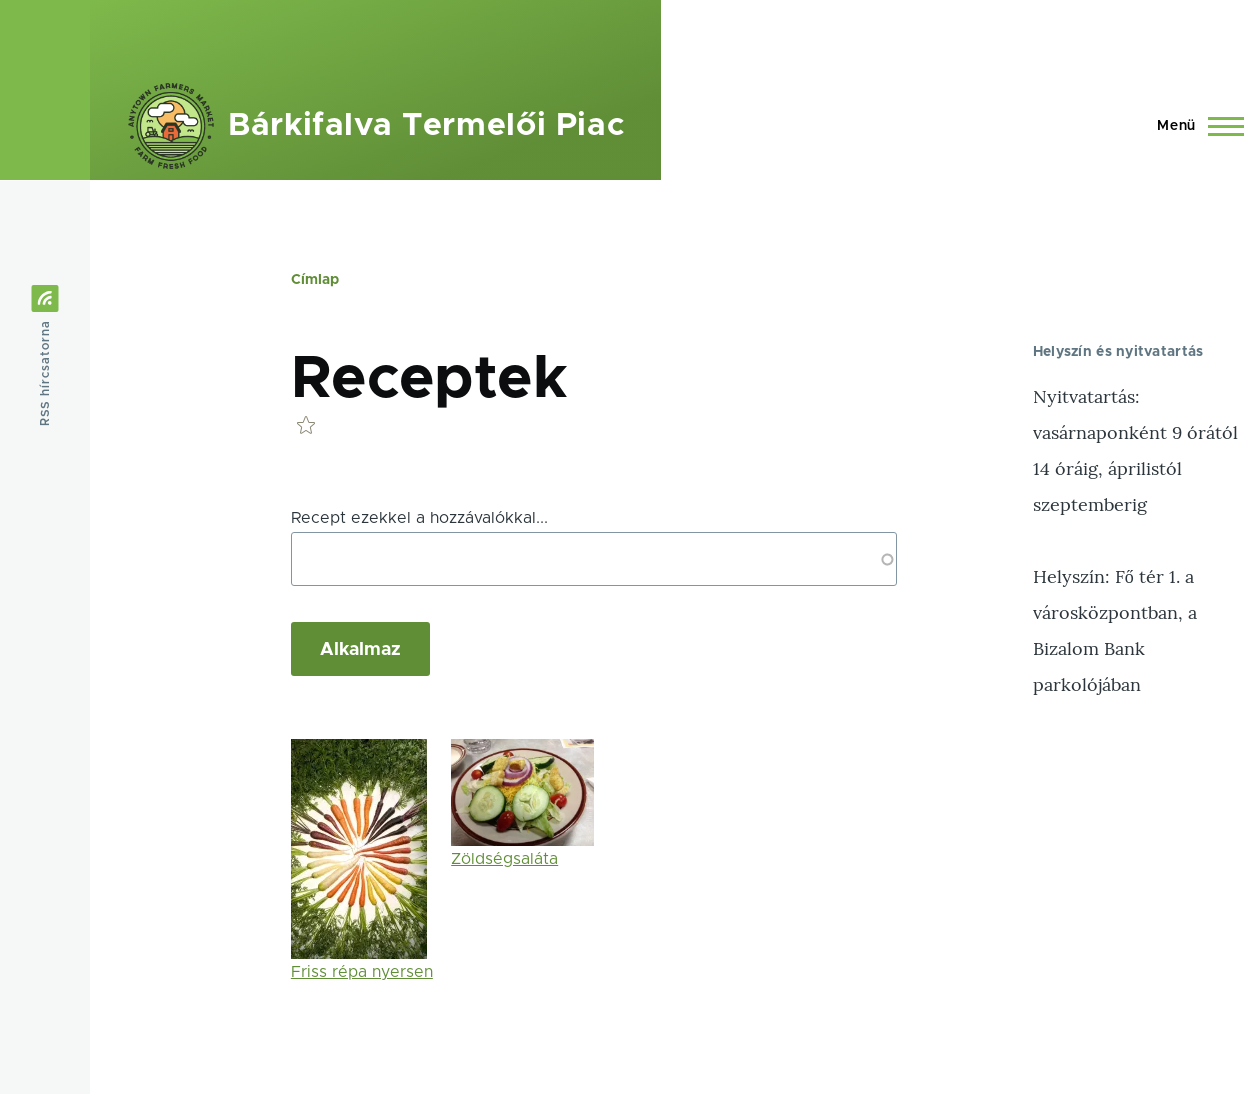 ANYTOWN FARMERS MARKET
FARM FRESH FOOD
Bárkifalva Termelői Piac
Menü
RSS hírcsatorna
Címlap
Receptek
Recept ezekkel a hozzávalókkal...
Alkalmaz
Friss répa nyersen
Zöldségsaláta
Helyszín és nyitvatartás
Nyitvatartás:
vasárnaponként 9 órától
14 óráig, áprilistól
szeptemberig
Helyszín: Fő tér 1. a
városközpontban, a
Bizalom Bank
parkolójában